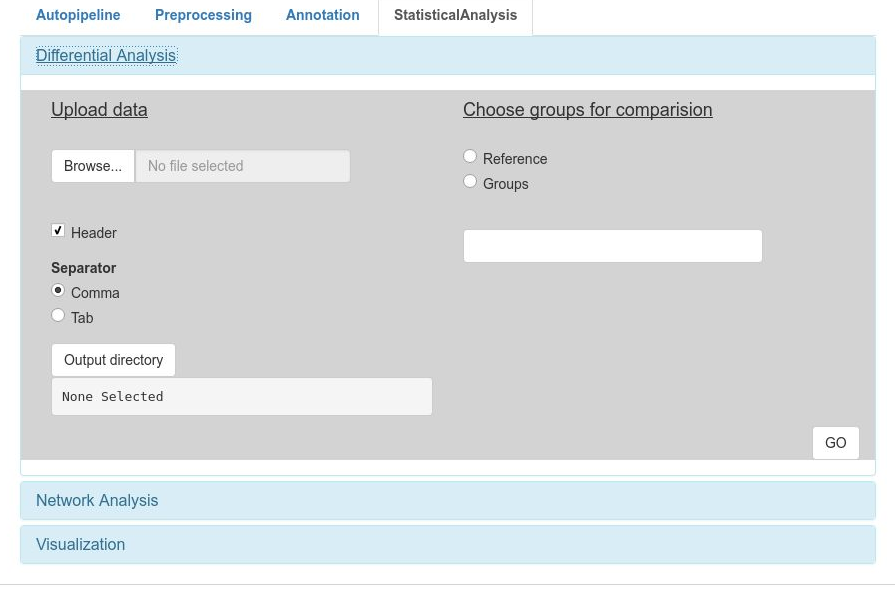 Autopipeline Preprocessing Annotation StatisticalAnalysis
Differential Analysis
Upload data
Browse... No file selected
Header
Separator
Comma
Tab
Output directory
None Selected
Choose groups for comparision
Reference
Groups
GO
Network Analysis
Visualization